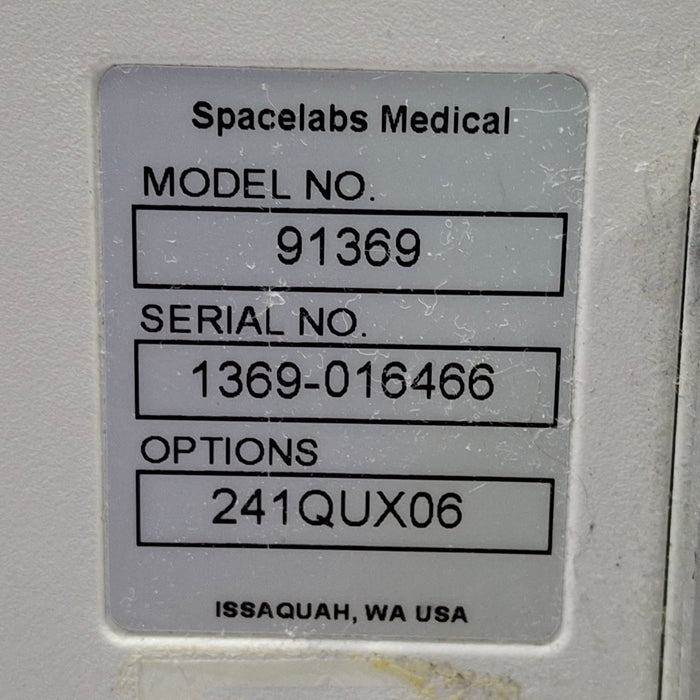 Spacelabs Medical
MODEL NO.
91369
SERIAL NO.
1369-016466
OPTIONS
241QUX06
ISSAQUAH, WA USA